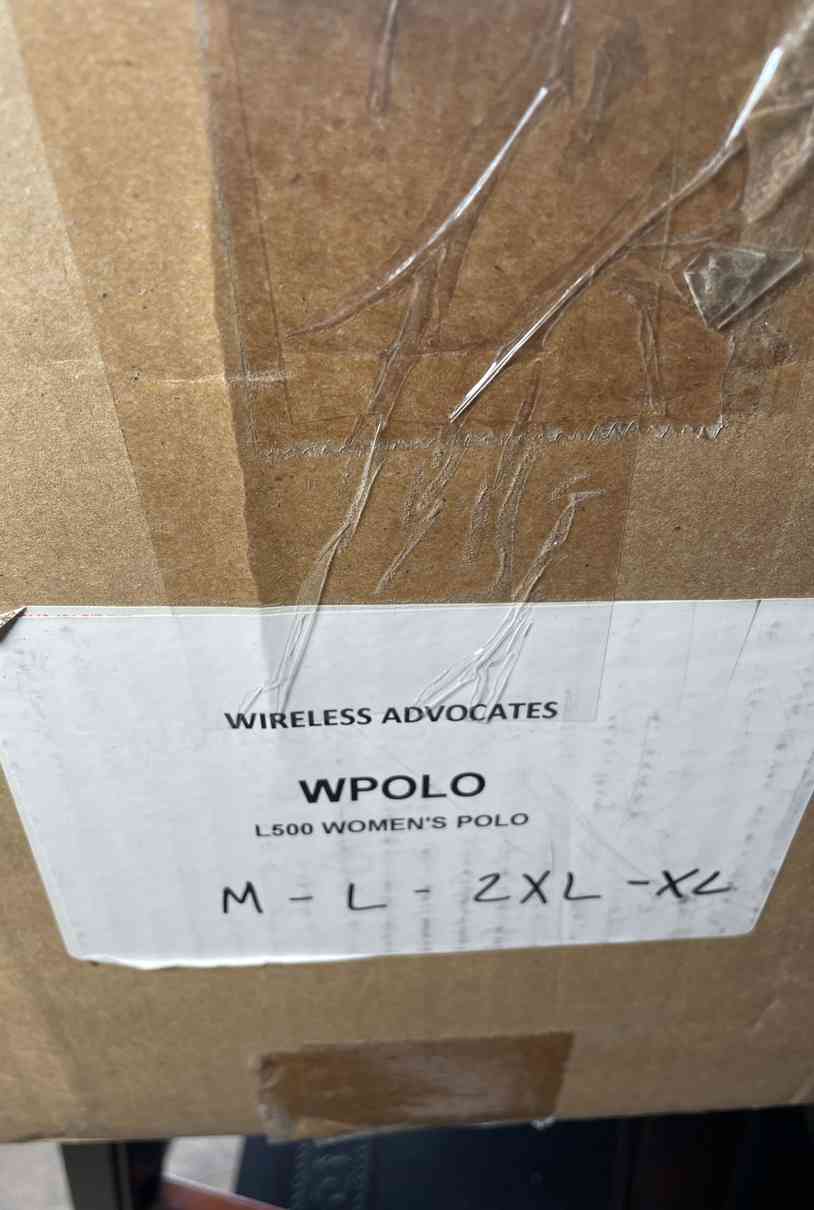 WIRELESS ADVOCATES
WPOLO
L500 WOMEN'S POLO
M - L - 2XL - XL